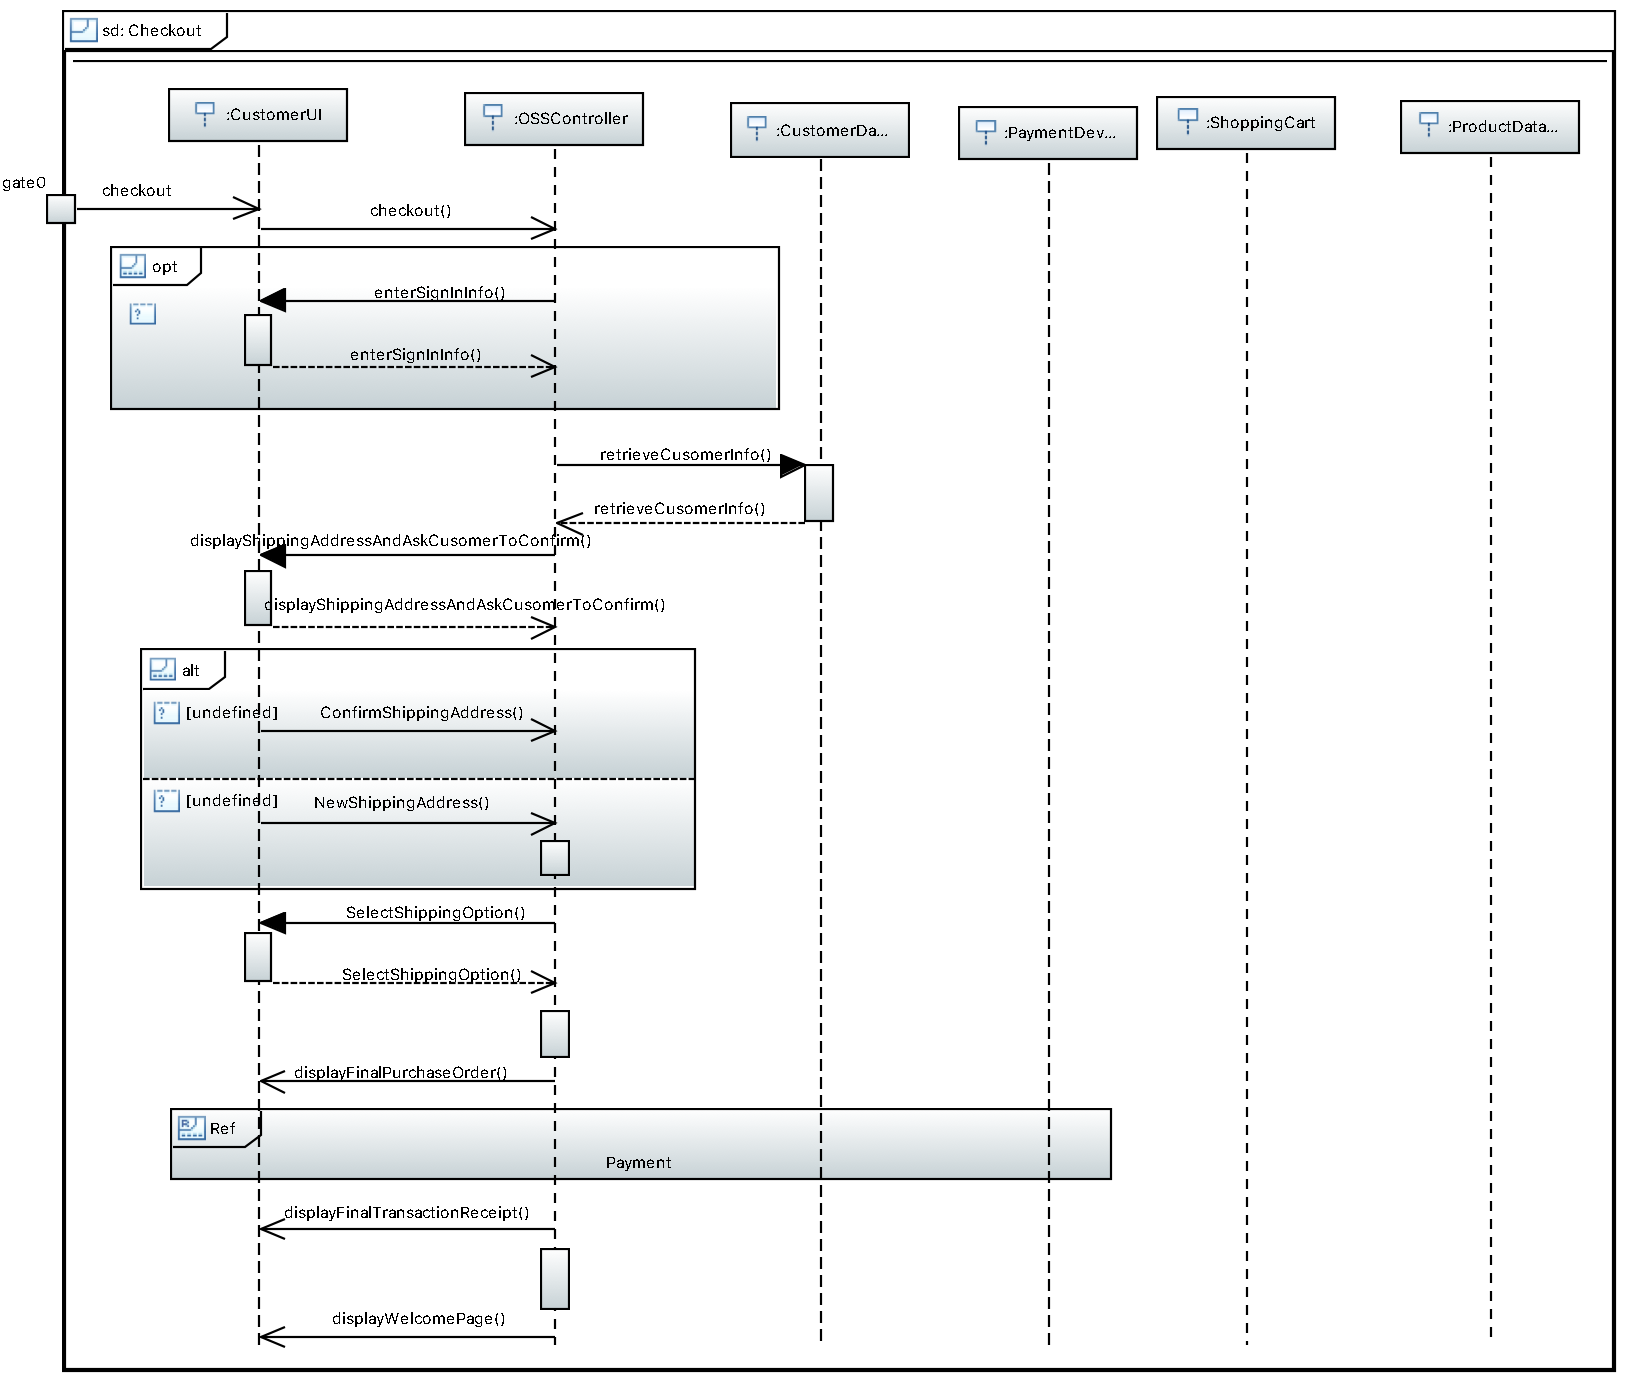 sd: Checkout
:CustomerUI
:OSSController
:CustomerDa...
:PaymentDev...
:ShoppingCart
:ProductData...
gate0
checkout
checkout()
opt
enterSignInInfo()
?
enterSignInInfo()
retrieveCusomerInfo()
retrieveCusomerInfo()
displayShippingAddressAndAskCusomerToConfirm()
displayShippingAddressAndAskCusomerToConfirm()
alt
? [undefined] ConfirmShippingAddress()
? [undefined] NewShippingAddress()
SelectShippingOption()
SelectShippingOption()
displayFinalPurchaseOrder()
R Ref
Payment
displayFinalTransactionReceipt()
displayWelcomePage()